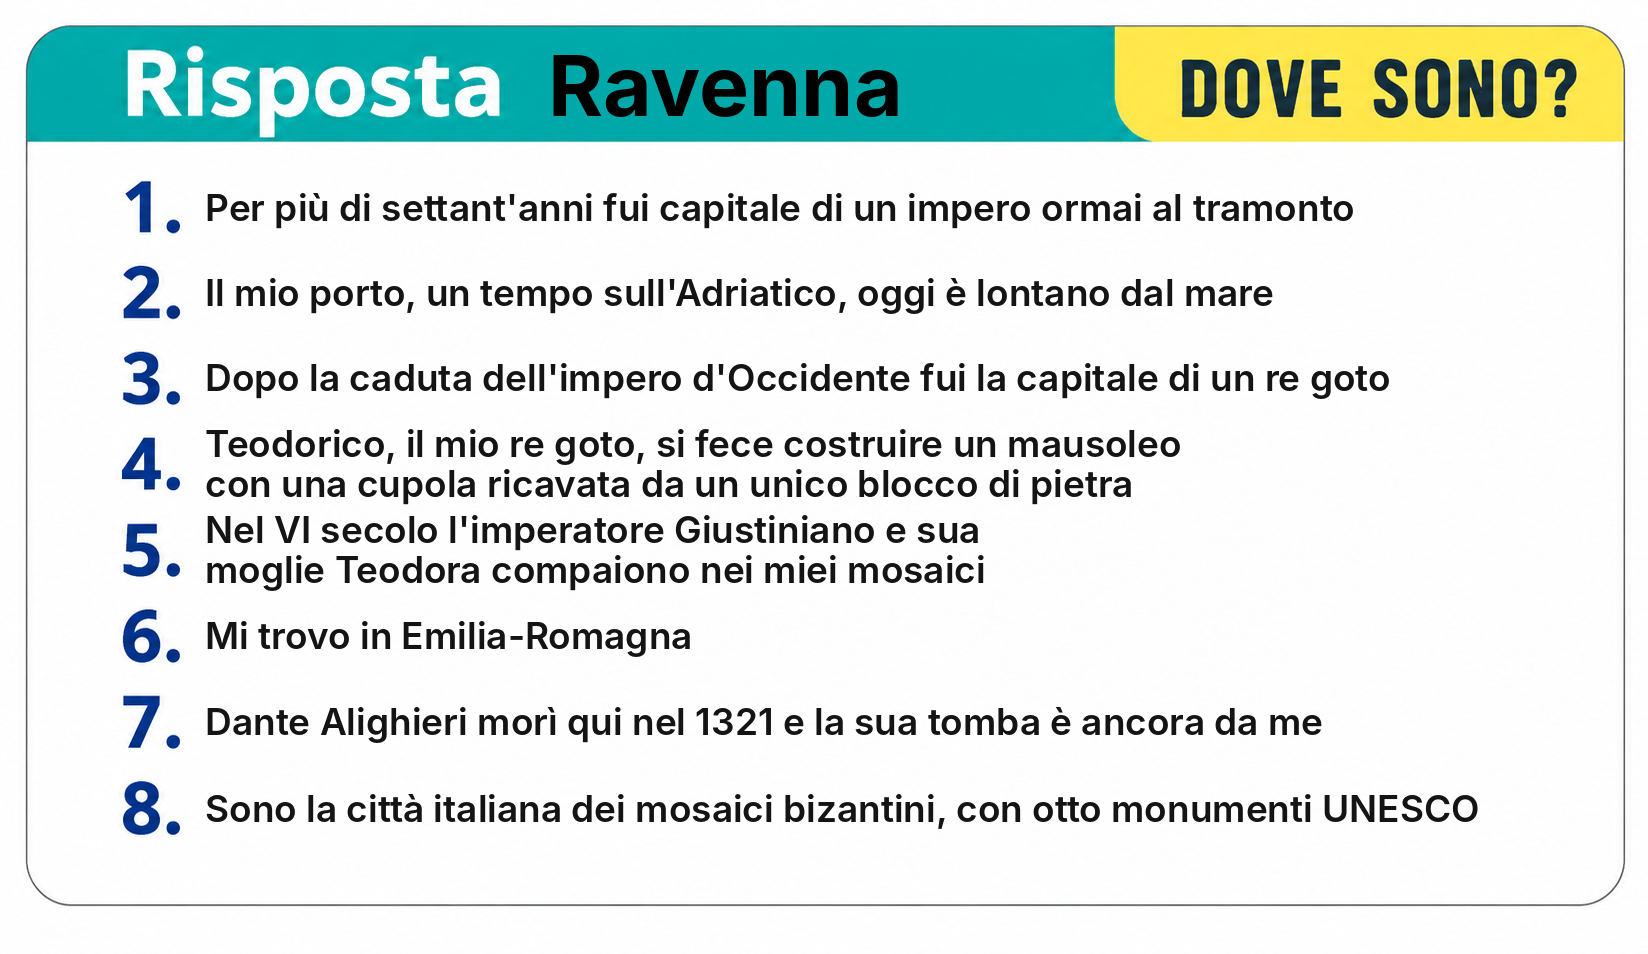 Risposta Ravenna
DOVE SONO?
1. Per più di settant'anni fui capitale di un impero ormai al tramonto
2. Il mio porto, un tempo sull'Adriatico, oggi è lontano dal mare
3. Dopo la caduta dell'impero d'Occidente fui la capitale di un re goto
4. Teodorico, il mio re goto, si fece costruire un mausoleo
con una cupola ricavata da un unico blocco di pietra
5. Nel VI secolo l'imperatore Giustiniano e sua
moglie Teodora compaiono nei miei mosaici
6. Mi trovo in Emilia-Romagna
7. Dante Alighieri morì qui nel 1321 e la sua tomba è ancora da me
8. Sono la città italiana dei mosaici bizantini, con otto monumenti UNESCO